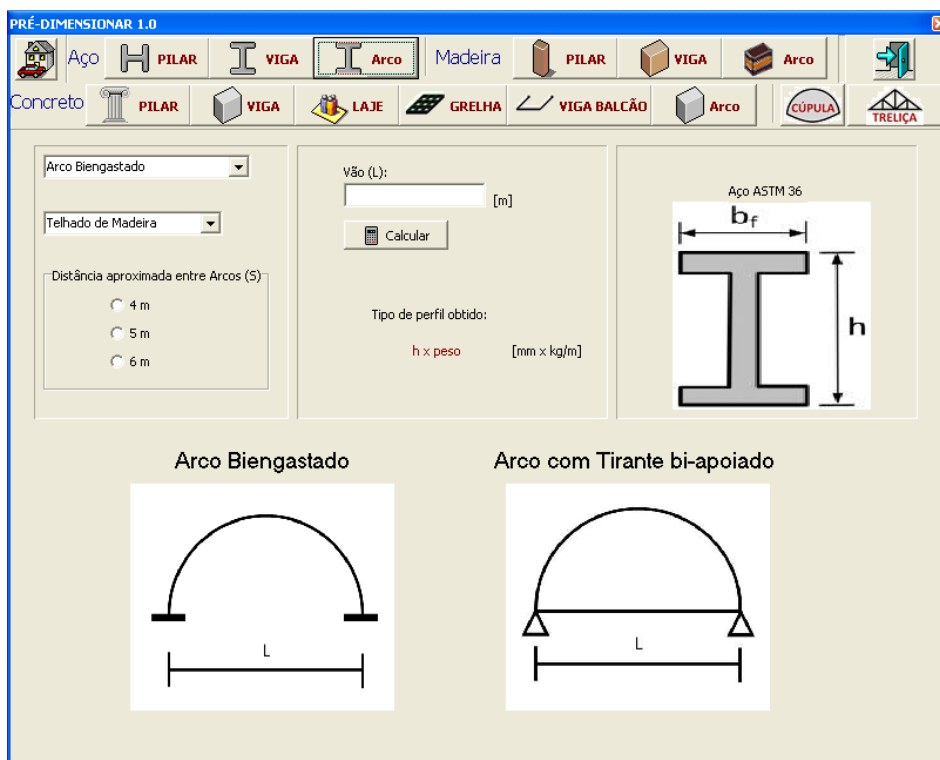 PRÉ-DIMENSIONAR 1.0
Aço PILAR VIGA Arco Madeira PILAR VIGA Arco
Concreto PILAR VIGA LAJE GRELHA VIGA BALCÃO Arco CÚPULA TRELIÇA
Arco Biengastado
Telhado de Madeira
Distância aproximada entre Arcos (S)
4 m
5 m
6 m
Vão (L):
[m]
Calcular
Tipo de perfil obtido:
h x peso [mm x kg/m]
Aço ASTM 36
bf
h
Arco Biengastado
L
Arco com Tirante bi-apoiado
L